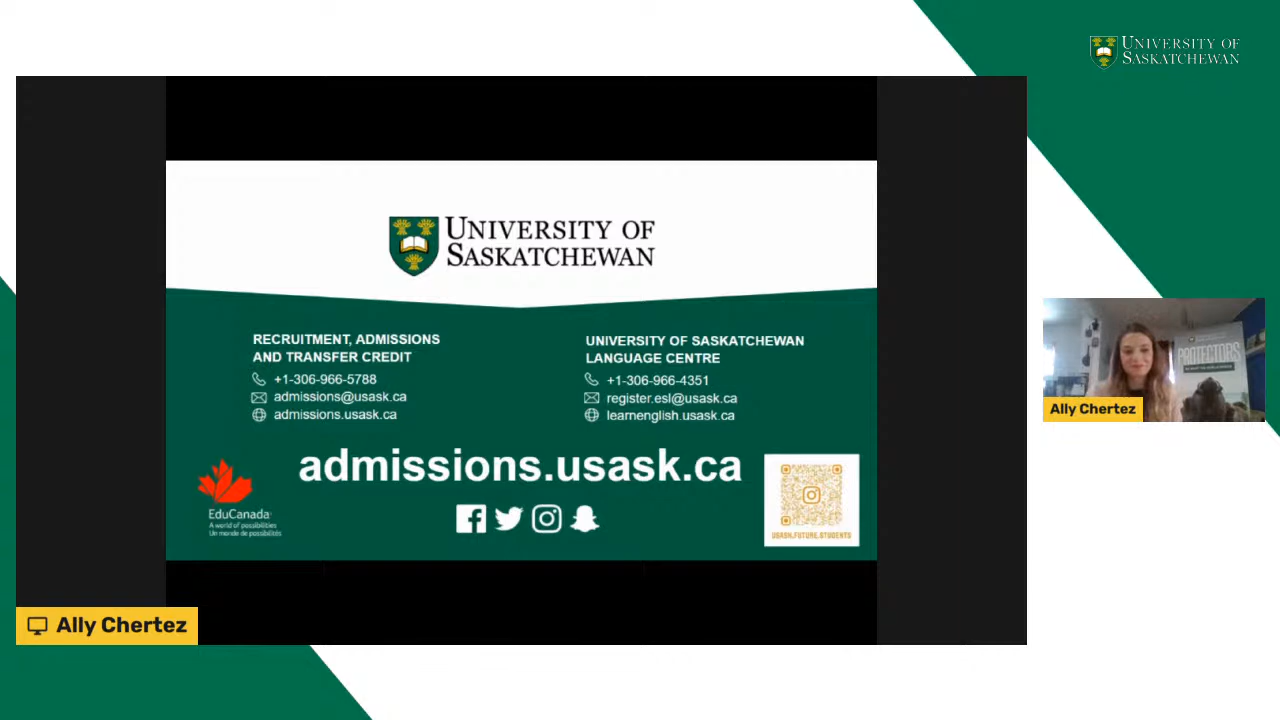 UNIVERSITY OF
SASKATCHEWAN
UNIVERSITY OF
SASKATCHEWAN
RECRUITMENT, ADMISSIONS
AND TRANSFER CREDIT
+1-306-966-5788
admissions@usask.ca
admissions.usask.ca
UNIVERSITY OF SASKATCHEWAN
LANGUAGE CENTRE
+1-306-966-4351
register.esl@usask.ca
learnenglish.usask.ca
admissions.usask.ca
EduCanada
A world of possibilities
Un monde de possibilités
USASK.FUTURE.STUDENTS
PROTECTORS
Ally Chertez
Ally Chertez